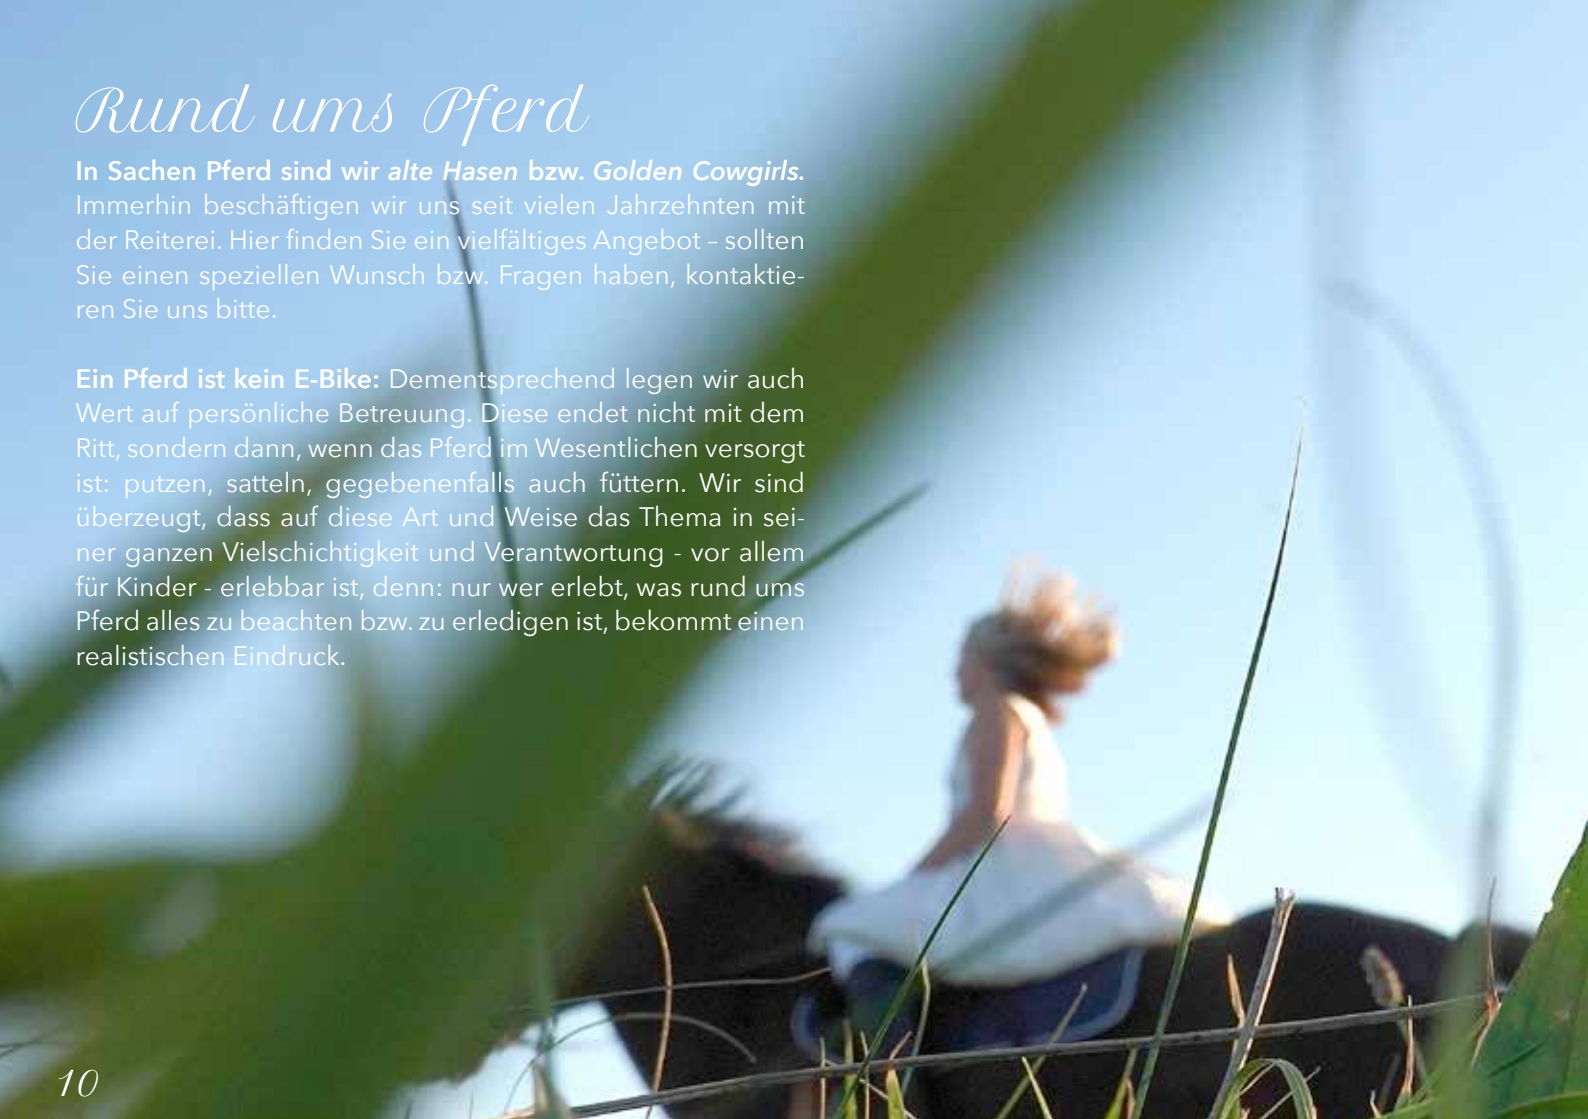 Rund ums Pferd
In Sachen Pferd sind wir alte Hasen bzw. Golden Cowgirls.
Immerhin beschäftigen wir uns seit vielen Jahrzehnten mit
der Reiterei. Hier finden Sie ein vielfältiges Angebot – sollten
Sie einen speziellen Wunsch bzw. Fragen haben, kontaktie-
ren Sie uns bitte.
Ein Pferd ist kein E-Bike: Dementsprechend legen wir auch
Wert auf persönliche Betreuung. Diese endet nicht mit dem
Ritt, sondern dann, wenn das Pferd im Wesentlichen versorgt
ist: putzen, satteln, gegebenenfalls auch füttern. Wir sind
überzeugt, dass auf diese Art und Weise das Thema in sei-
ner ganzen Vielschichtigkeit und Verantwortung - vor allem
für Kinder - erlebbar ist, denn: nur wer erlebt, was rund ums
Pferd alles zu beachten bzw. zu erledigen ist, bekommt einen
realistischen Eindruck.
10